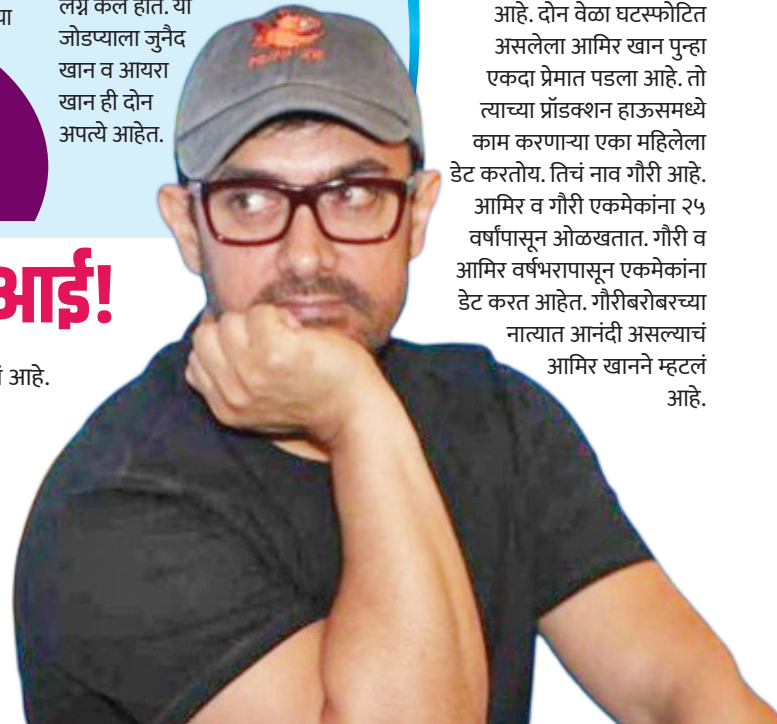 या
लग्न केले होते. या
जोडप्याला जुनैद
खान व आयरा
खान ही दोन
अपत्ये आहेत.
आई!
आहे.
आहे. दोन वेळा घटस्फोटित
असलेला आमिर खान पुन्हा
एकदा प्रेमात पडला आहे. तो
त्याच्या प्रॉडक्शन हाऊसमध्ये
काम करणाऱ्या एका महिलेला
डेट करतोय. तिचं नाव गौरी आहे.
आमिर व गौरी एकमेकांना २५
वर्षांपासून ओळखतात. गौरी व
आमिर वर्षभरापासून एकमेकांना
डेट करत आहेत. गौरीबरोबरच्या
नात्यात आनंदी असल्याचं
आमिर खानने म्हटलं
आहे.